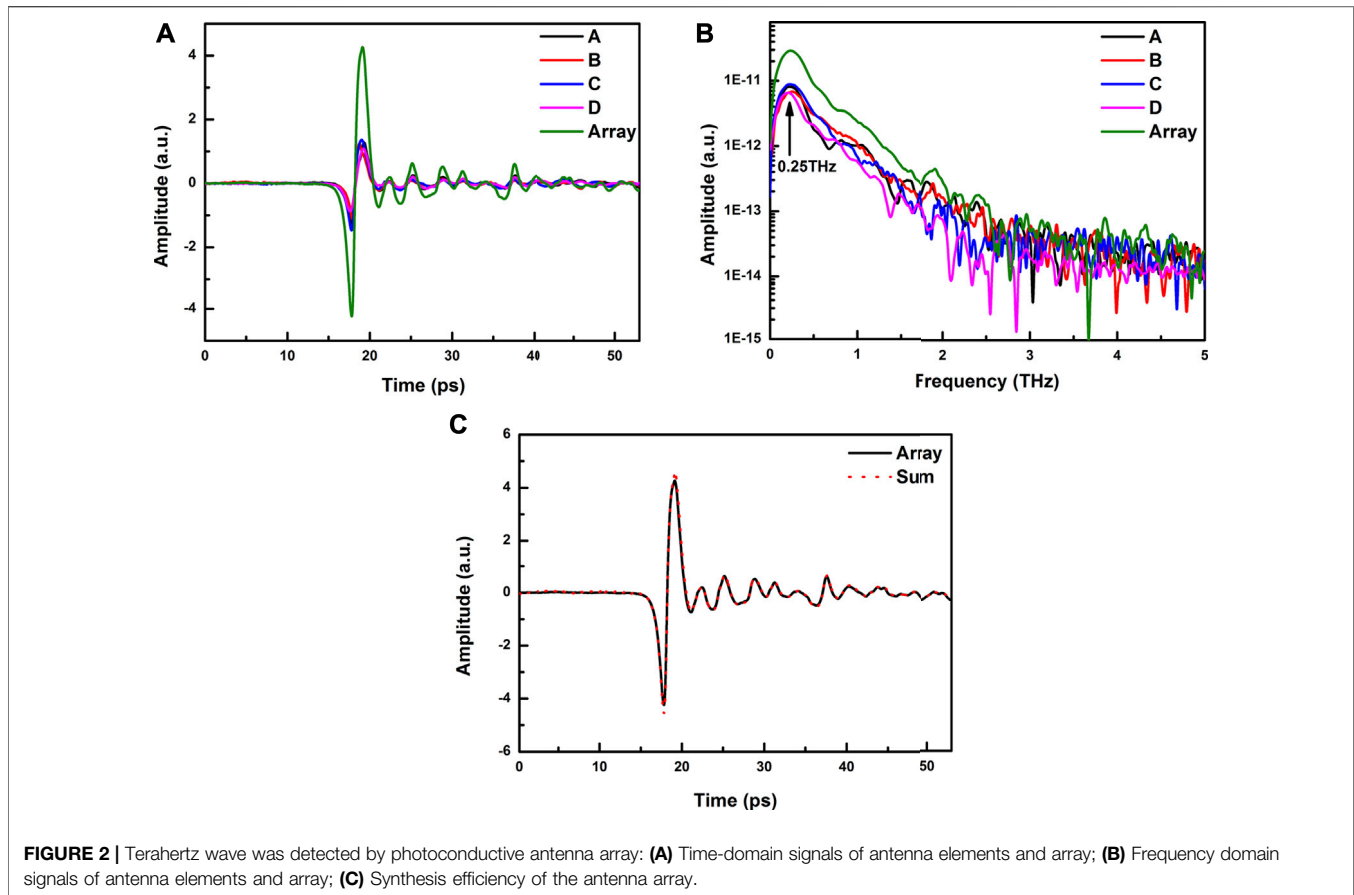 A
A
B
C
D
Array
Amplitude (a.u.)
4
2
0
-2
-4
0
10
20
30
40
50
Time (ps)
B
A
B
C
D
Array
Amplitude (a.u.)
1E-11
1E-12
1E-13
1E-14
1E-15
0.25THz
0
1
2
3
4
5
Frequency (THz)
C
Array
Sum
Amplitude (a.u.)
6
4
2
0
-2
-4
-6
0
10
20
30
40
50
Time (ps)
FIGURE 2 | Terahertz wave was detected by photoconductive antenna array: (A) Time-domain signals of antenna elements and array; (B) Frequency domain
signals of antenna elements and array; (C) Synthesis efficiency of the antenna array.